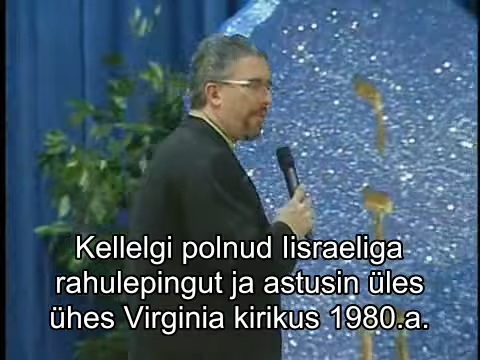 Kellelgi polnud Iisraeliga
rahulepingut ja astusin üles
ühes Virginia kirikus 1980.a.